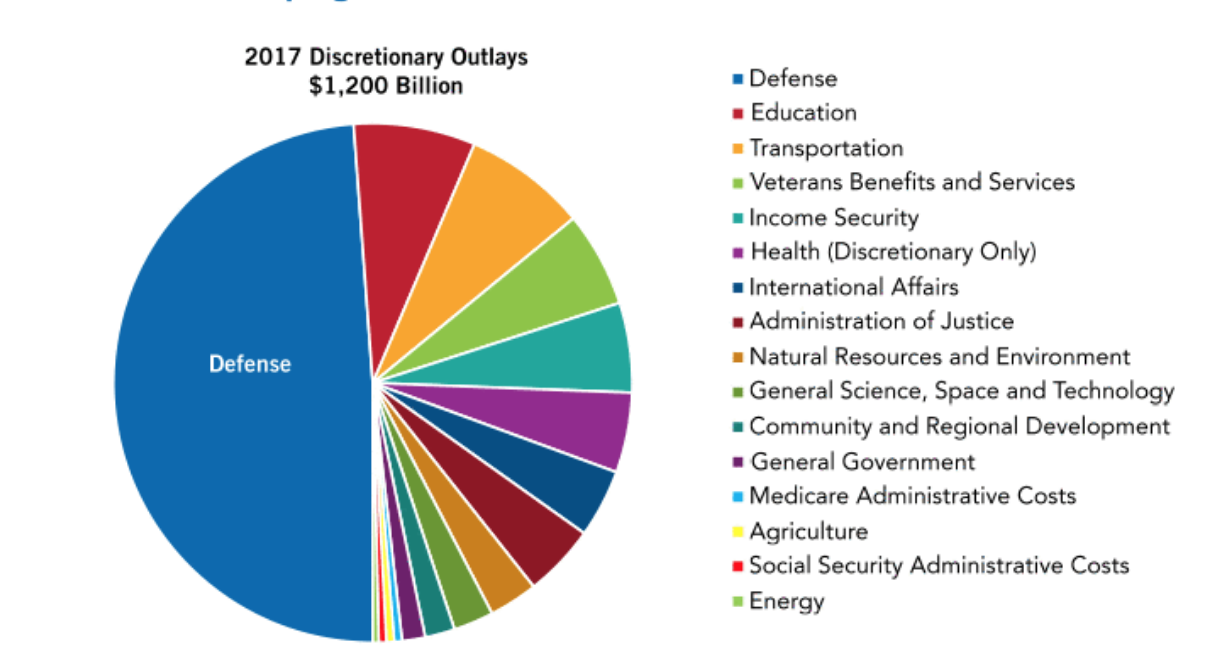 2017 Discretionary Outlays
$1,200 Billion
Defense
Defense
Education
Transportation
Veterans Benefits and Services
Income Security
Health (Discretionary Only)
International Affairs
Administration of Justice
Natural Resources and Environment
General Science, Space and Technology
Community and Regional Development
General Government
Medicare Administrative Costs
Agriculture
Social Security Administrative Costs
Energy